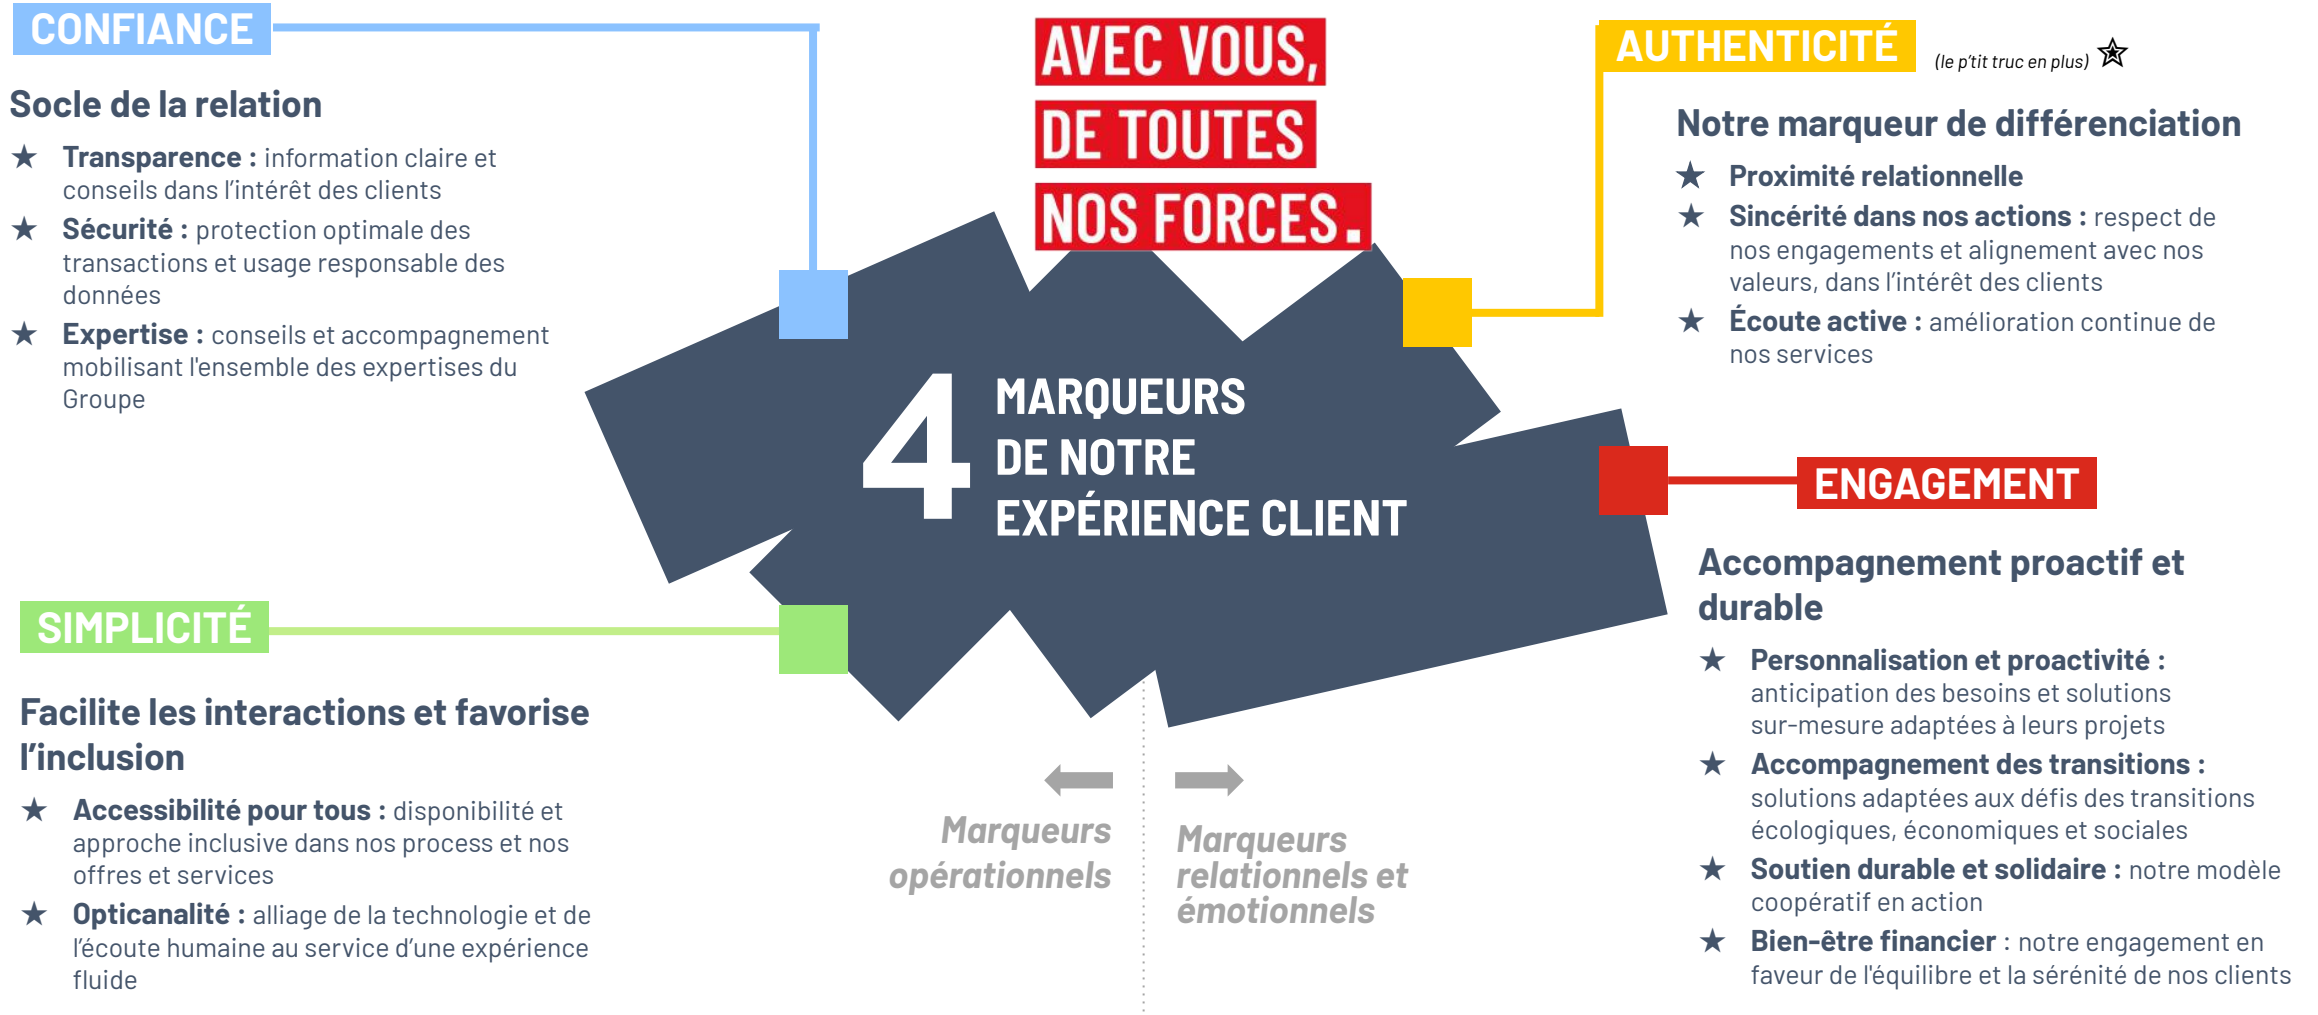 CONFIANCE
Socle de la relation
★ Transparence : information claire et
conseils dans l'intérêt des clients
★ Sécurité : protection optimale des
transactions et usage responsable des
données
★ Expertise : conseils et accompagnement
mobilisant l'ensemble des expertises du
Groupe
SIMPLICITÉ
Facilite les interactions et favorise
l'inclusion
★ Accessibilité pour tous : disponibilité et
approche inclusive dans nos process et nos
offres et services
★ Opticanalité : alliage de la technologie et de
l'écoute humaine au service d'une expérience
fluide
AVEC VOUS,
DE TOUTES
NOS FORCES.
4 MARQUEURS
DE NOTRE
EXPÉRIENCE CLIENT
Marqueurs
opérationnels
Marqueurs
relationnels et
émotionnels
AUTHENTICITÉ (le p'tit truc en plus)
Notre marqueur de différenciation
★ Proximité relationnelle
★ Sincérité dans nos actions : respect de
nos engagements et alignement avec nos
valeurs, dans l'intérêt des clients
★ Écoute active : amélioration continue de
nos services
ENGAGEMENT
Accompagnement proactif et
durable
★ Personnalisation et proactivité :
anticipation des besoins et solutions
sur-mesure adaptées à leurs projets
★ Accompagnement des transitions :
solutions adaptées aux défis des transitions
écologiques, économiques et sociales
★ Soutien durable et solidaire : notre modèle
coopératif en action
★ Bien-être financier : notre engagement en
faveur de l'équilibre et la sérénité de nos clients